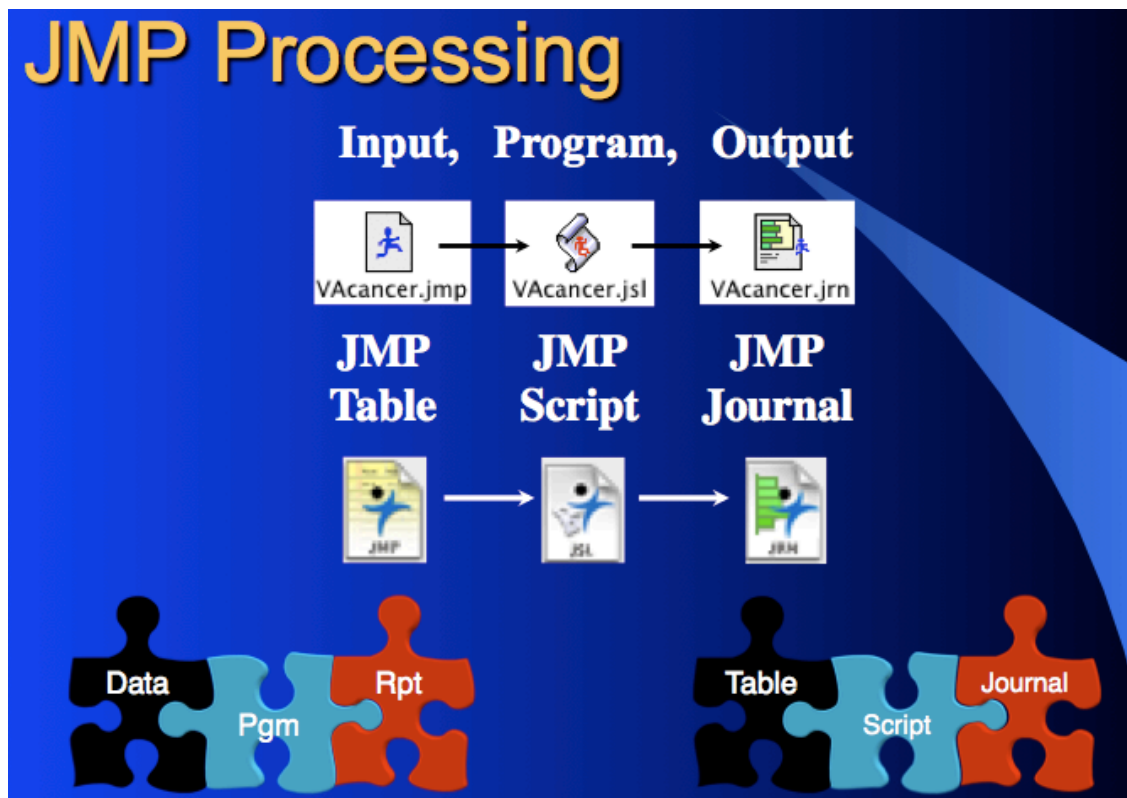 JMP Processing
Input, Program, Output
VAcancer.jmp VAcancer.jsl VAcancer.jrn
JMP JMP JMP
Table Script Journal
JMP JSL JRN
Data Rpt Table Journal
Pgm Script